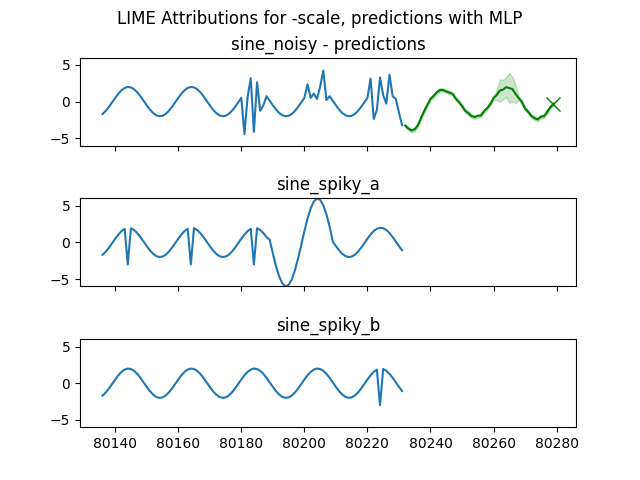 LIME Attributions for -scale, predictions with MLP
sine_noisy - predictions
5
0
−5
sine_spiky_a
5
0
−5
sine_spiky_b
5
0
−5
80140 80160 80180 80200 80220 80240 80260 80280